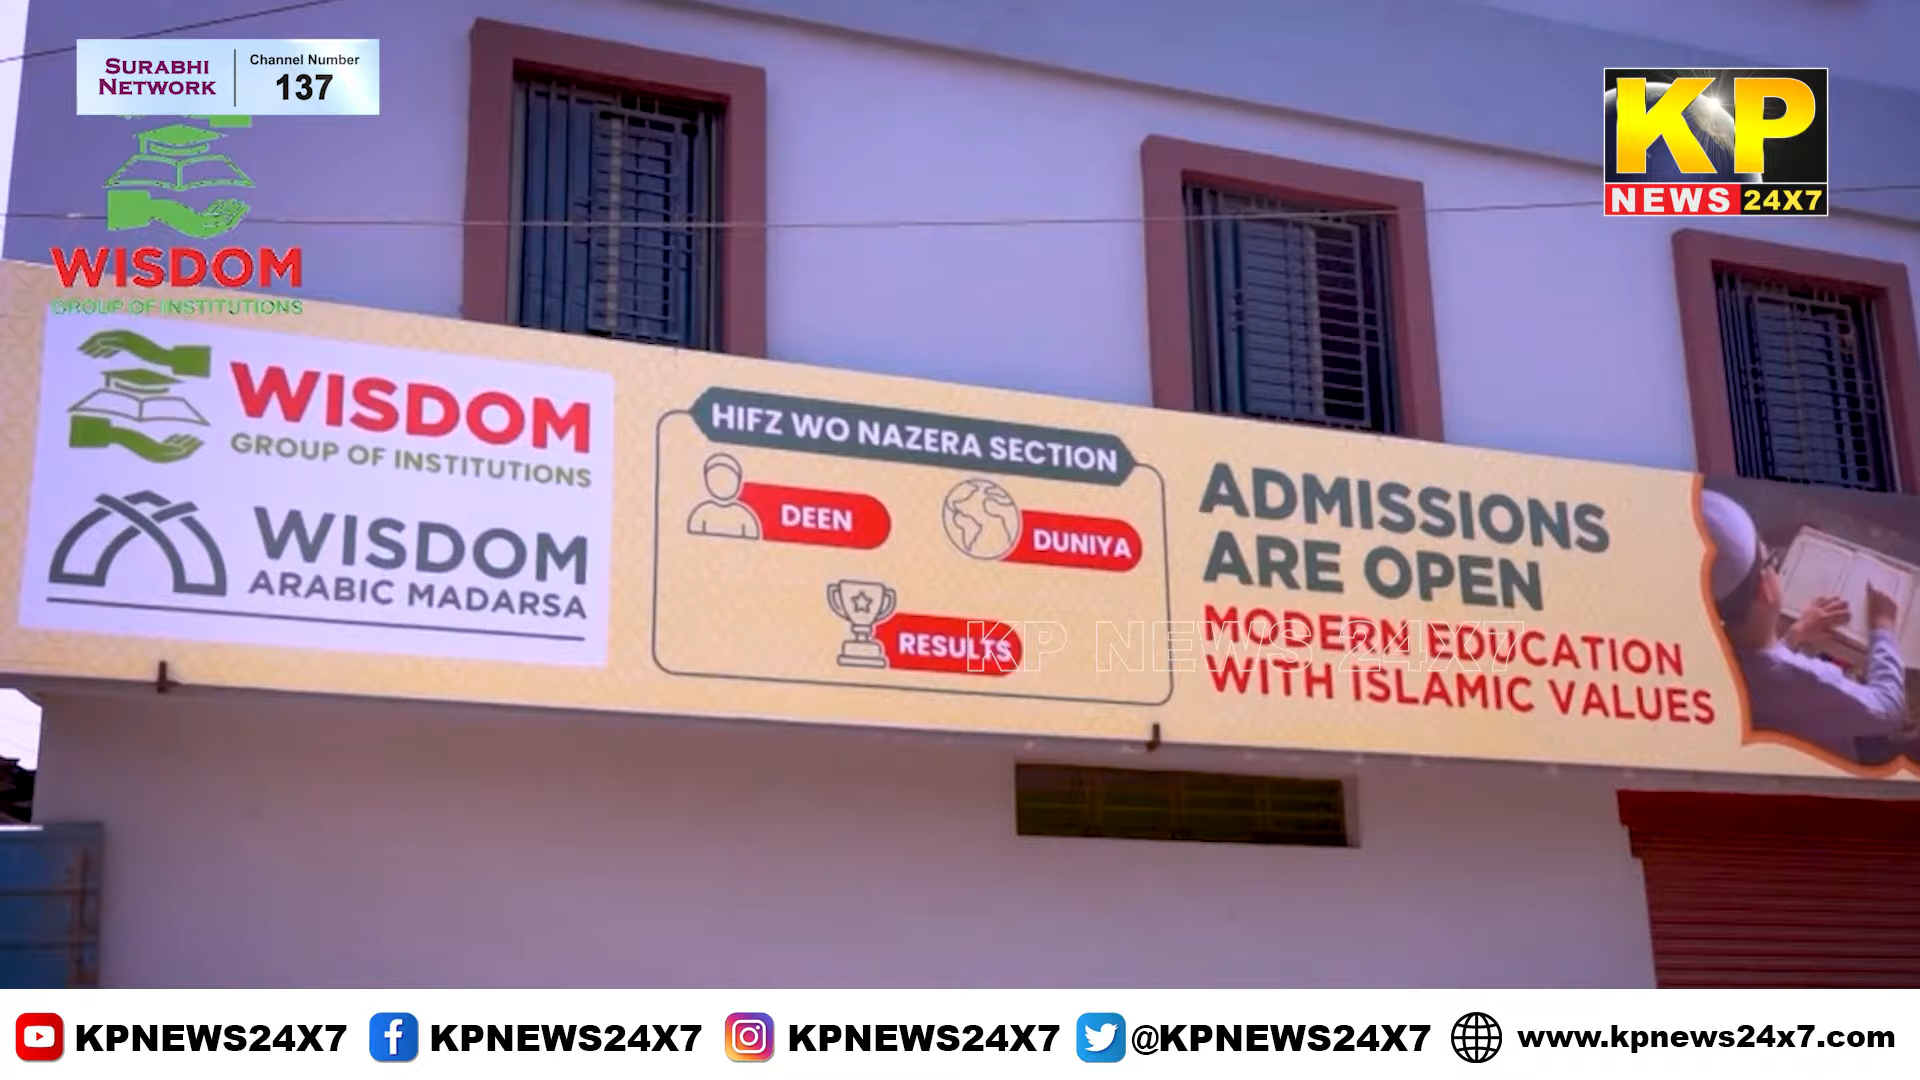 SURABHI
NETWORK
Channel Number
137
KP
NEWS 24X7
WISDOM
GROUP OF INSTITUTIONS
WISDOM
GROUP OF INSTITUTIONS
WISDOM
ARABIC MADARSA
HIFZ WO NAZERA SECTION
DEEN
DUNIYA
RESULTS
ADMISSIONS
ARE OPEN
MODERN EDUCATION
WITH ISLAMIC VALUES
KP NEWS 24X7
KPNEWS24X7
KPNEWS24X7
KPNEWS24X7
@KPNEWS24X7
www.kpnews24x7.com